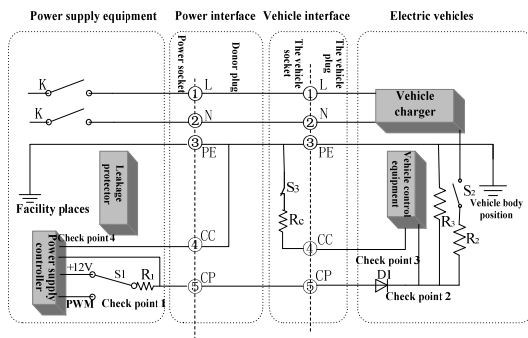 Power supply equipment
Power interface
Vehicle interface
Electric vehicles
Power socket
Donor plug
The vehicle socket
The vehicle plug
K
1
L
1
L
Vehicle charger
K
2
N
2
N
3
PE
3
PE
Facility places
Leakage protector
S3
Rc
Vehicle control equipment
R3
S2
R2
Vehicle body position
Check point 4
4
CC
4
CC
Check point 3
Power supply controller
+12V
S1
R1
PWM
Check point 1
5
CP
5
CP
D1
Check point 2